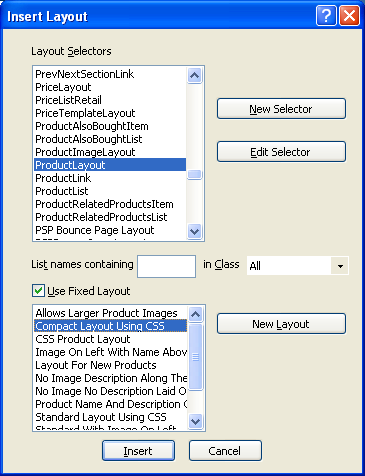 Insert Layout
Layout Selectors
PrevNextSectionLink
PriceLayout
PriceListRetail
PriceTemplateLayout
ProductAlsoBoughtItem
ProductAlsoBoughtList
ProductImageLayout
ProductLayout
ProductLink
ProductList
ProductRelatedProductsItem
ProductRelatedProductsList
PSP Bounce Page Layout
New Selector
Edit Selector
List names containing
in Class
All
Use Fixed Layout
Allows Larger Product Images
Compact Layout Using CSS
CSS Product Layout
Image On Left With Name Abov
Layout For New Products
No Image Description Along The
No Image No Description Laid O
Product Name And Description
Standard Layout Using CSS
Standard With Image On Left
New Layout
Insert
Cancel